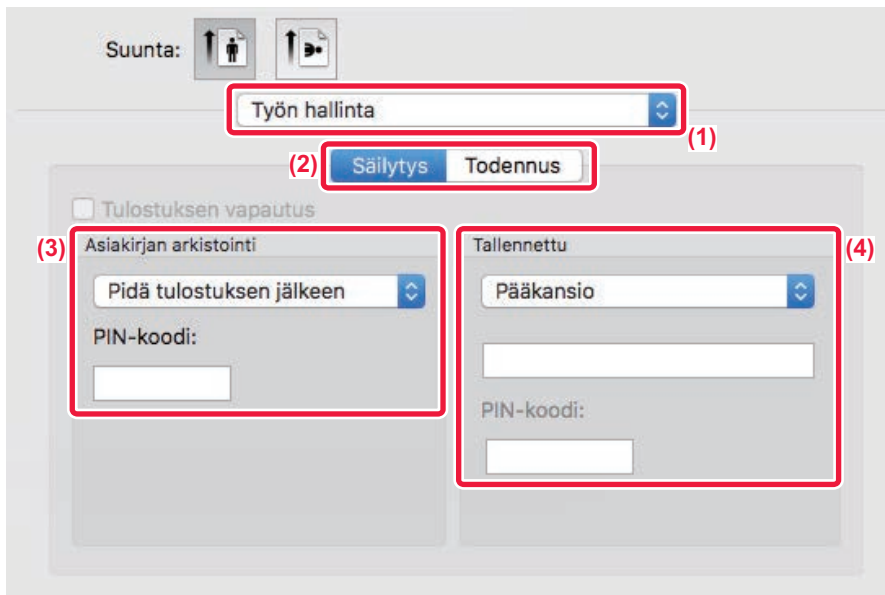 Suunta:
Työn hallinta
(1)
(2) Säilytys Todennus
Tulostuksen vapautus
(3) Asiakirjan arkistointi
Tallennettu (4)
Pidä tulostuksen jälkeen
Pääkansio
PIN-koodi:
PIN-koodi: